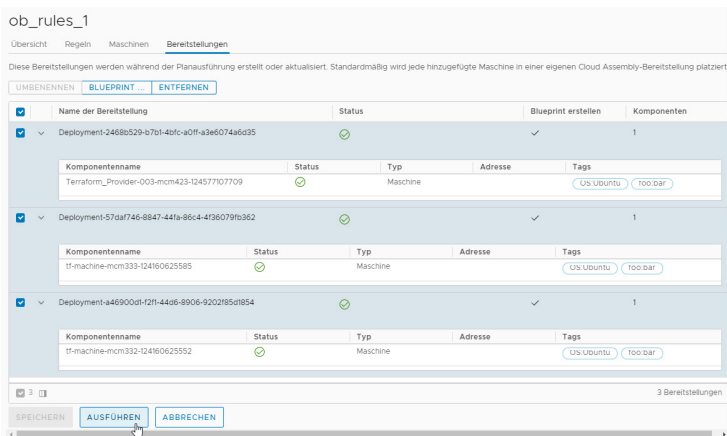 ob_rules_1
Übersicht Regeln Maschinen Bereitstellungen
Diese Bereitstellungen werden während der Planausführung erstellt oder aktualisiert. Standardmäßig wird jede hinzugefügte Maschine in einer eigenen Cloud Assembly-Bereitstellung platziert
UMBENENNEN BLUEPRINT ... ENTFERNEN
Name der Bereitstellung Status Blueprint erstellen Komponenten
Deployment-2468b529-b7b1-4bfc-a0ff-a3e6074a6d35 1
Komponentenname Status Typ Adresse Tags
Terraform_Provider-003-mcm423-124577107709 Maschine OS:Ubuntu foo:bar
Deployment-57daf746-8847-44fa-86c4-4f36079fb362 1
Komponentenname Status Typ Adresse Tags
tf-machine-mcm333-124160625585 Maschine OS:Ubuntu foo:bar
Deployment-a46900d1-f2f1-44d6-8906-9202f85d1854 1
Komponentenname Status Typ Adresse Tags
tf-machine-mcm332-124160625552 Maschine OS:Ubuntu foo:bar
3 3 Bereitstellungen
SPEICHERN AUSFÜHREN ABBRECHEN